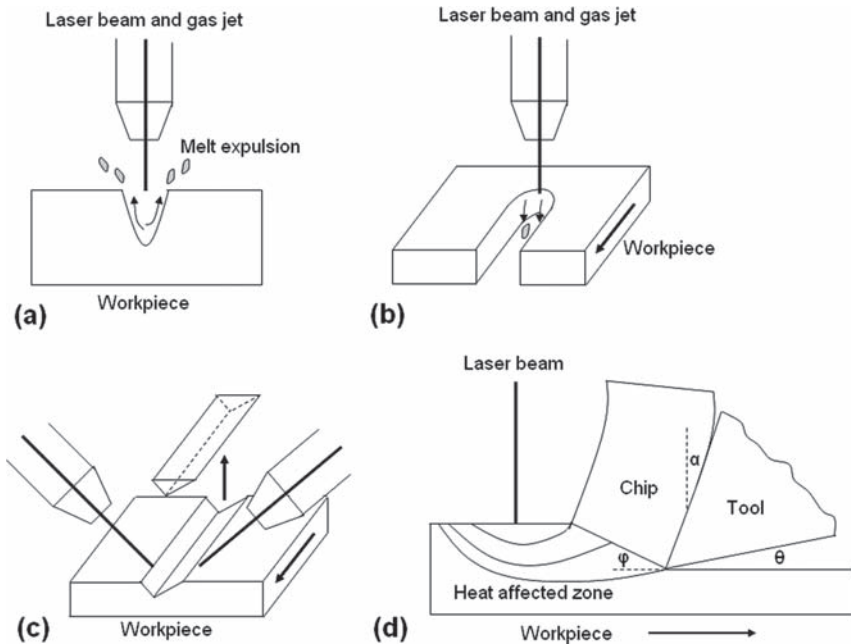 Laser beam and gas jet
Melt expulsion
Workpiece
(a)
Laser beam and gas jet
Workpiece
(b)
Workpiece
(c)
Laser beam
α
Chip
Tool
φ
θ
Heat affected zone
Workpiece
(d)